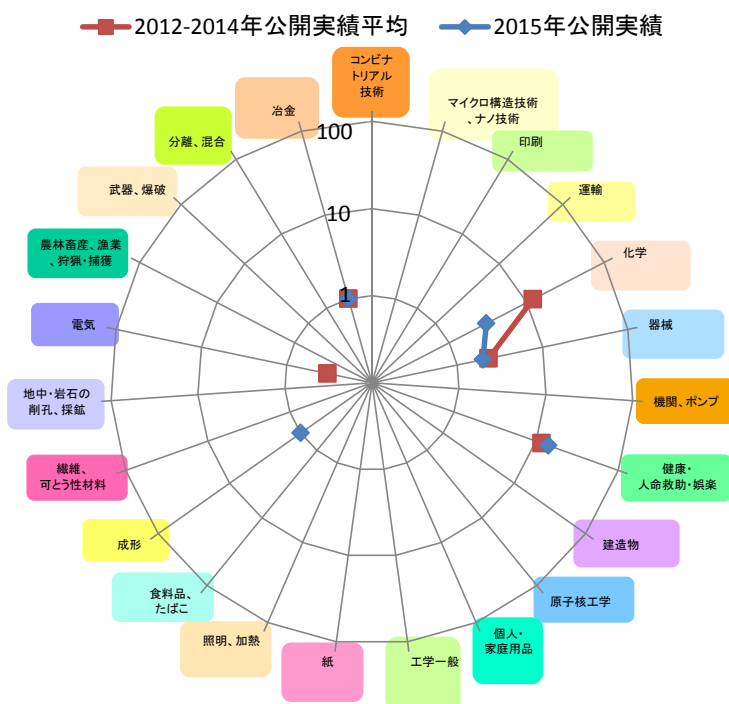 2012-2014年公開実績平均
2015年公開実績
コンビナ
トリアル
技術
マイクロ構造技術
、ナノ技術
印刷
運輸
化学
器械
機関、ポンプ
健康・
人命救助・娯楽
建造物
原子核工学
個人・
家庭用品
工学一般
紙
照明、加熱
食料品、
たばこ
成形
繊維、
可とう性材料
地中・岩石の
削孔、採鉱
電気
農林畜産、漁業
、狩猟・捕獲
武器、爆破
分離、混合
冶金
100
10
1